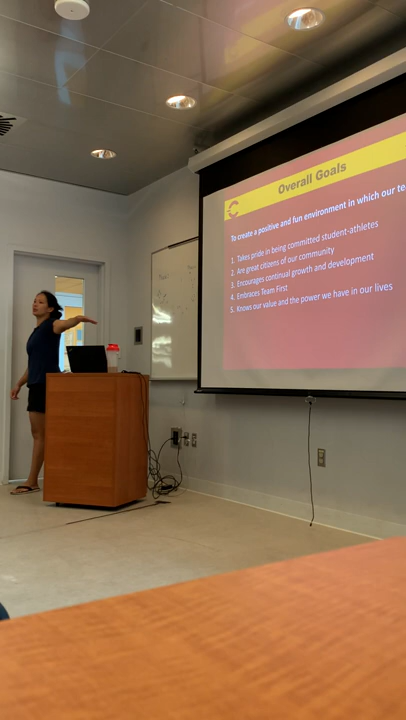 Overall Goals
To create a positive and fun environment in which our
1. Takes pride in being committed student-athletes
2. Are great citizens of our community
3. Encourages continual growth and development
4. Embraces Team First
5. Knows our value and the power we have in our lives